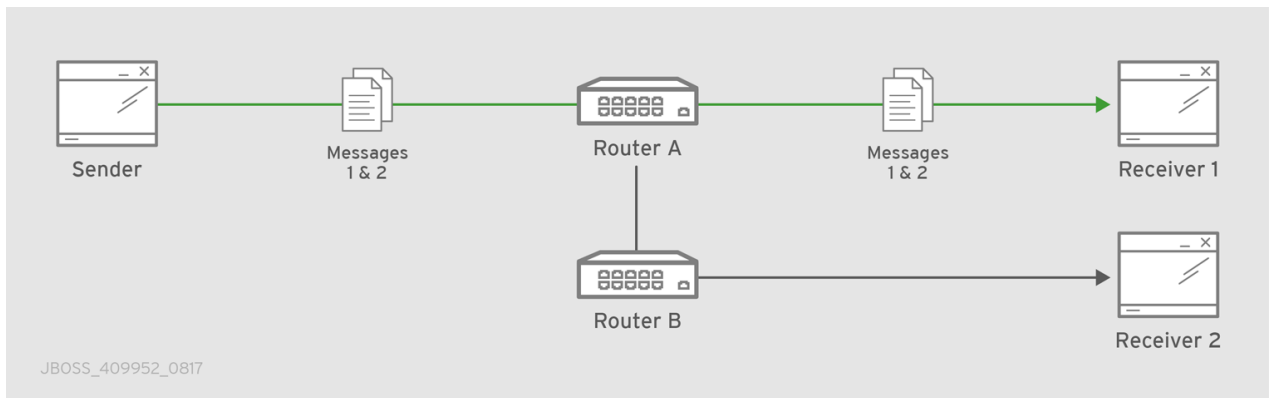 Sender
Messages
1 & 2
Router A
Messages
1 & 2
Receiver 1
Router B
Receiver 2
JBOSS_409952_0817